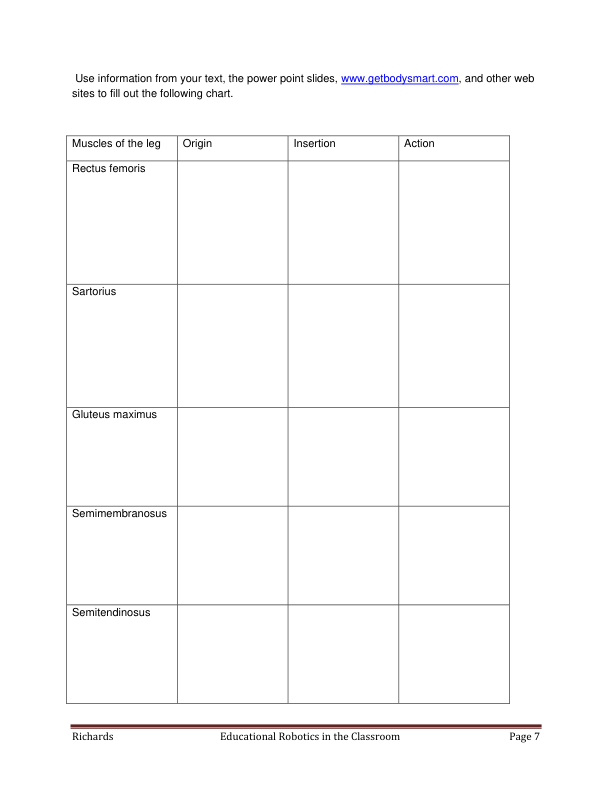 Use information from your text, the power point slides, www.getbodysmart.com, and other web
sites to fill out the following chart.
Muscles of the leg Origin Insertion Action
Rectus femoris
Sartorius
Gluteus maximus
Semimembranosus
Semitendinosus
Richards Educational Robotics in the Classroom Page 7